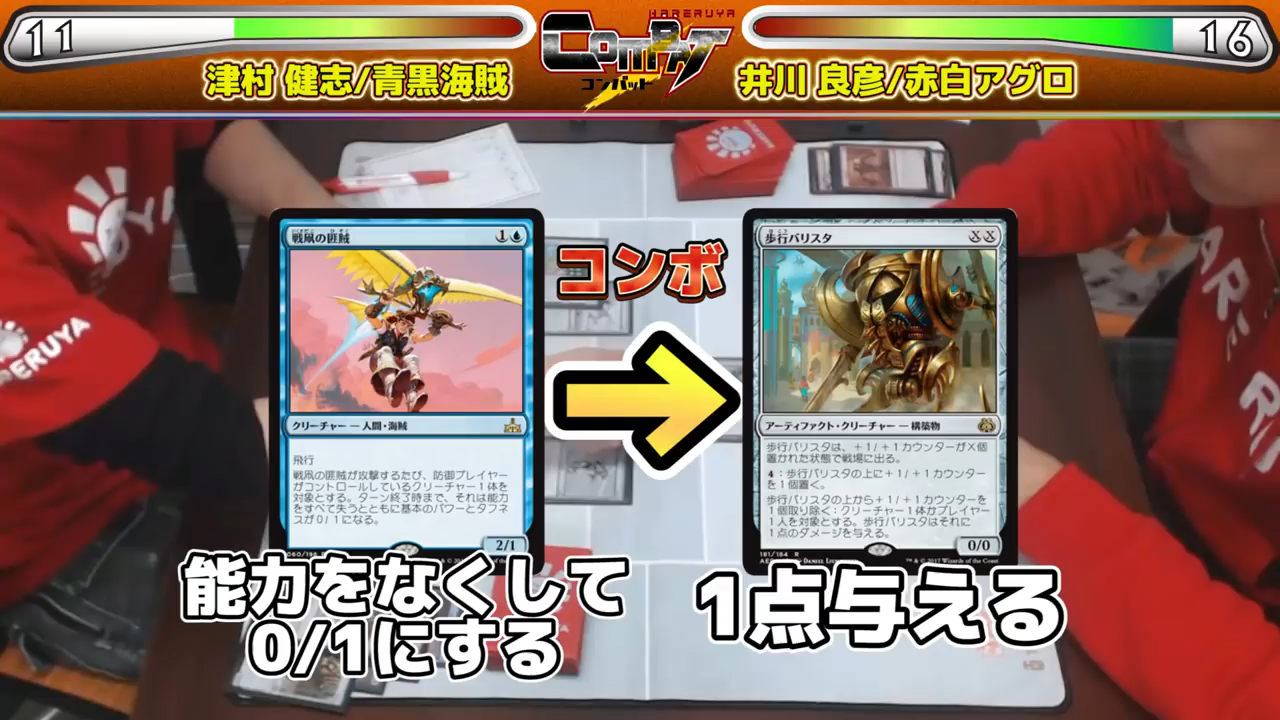 11
HARERUYA
COMBAT
コンバット
16
津村 健志/青黒海賊
井川 良彦/赤白アグロ
コンボ
戦凧の匪賊
1
クリーチャー — 人間・海賊
飛行
戦凧の匪賊が攻撃するたび、防御プレイヤー
がコントロールしているクリーチャー1体を
対象とする。ターン終了時まで、それは能力
をすべて失うとともに基本のパワーとタフネ
スが0/1になる。
2/1
歩行バリスタ
XX
アーティファクト・クリーチャー — 構築物
歩行バリスタは、+1/+1カウンターがX個
置かれた状態で戦場に出る。
4:歩行バリスタの上に+1/+1カウンター
を1個置く。
歩行バリスタの上から+1/+1カウンターを
1個取り除く:クリーチャー1体かプレイヤー
1人を対象とする。歩行バリスタはそれに
1点のダメージを与える。
0/0
181/184 R
™ & © 2017 Wizards of the Coast
能力をなくして
0/1にする
1点与える
ERUYA